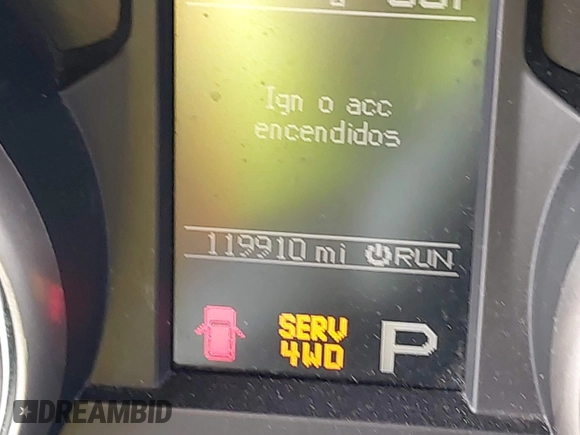 Ign o acc
encendidos
119910 mi RUN
SERV
4WD
P
DREAMBID